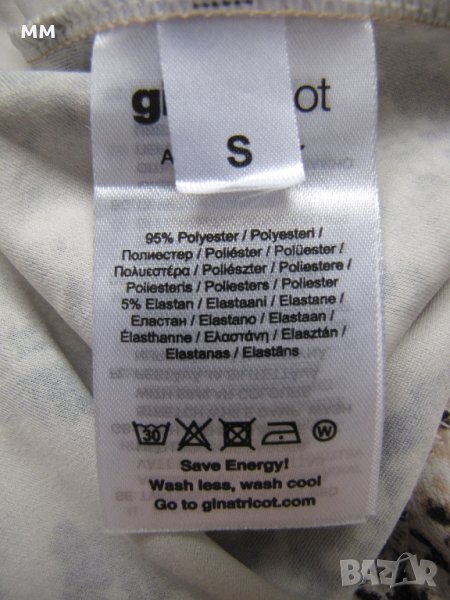 MM
S
95% Polyester / Polyesteri /
Полиестер / Poliéster / Polüester /
Πολυεστέρα / Poliészter / Poliestere /
Poliesteris / Poliesters / Poliester
5% Elastan / Elastaani / Elastane /
Еластан / Elastano / Elastaan /
Élasthanne / Ελαστάνη / Elasztán /
Elastanas / Elastāns
30
W
Save Energy!
Wash less, wash cool
Go to ginatricot.com
BAZAR